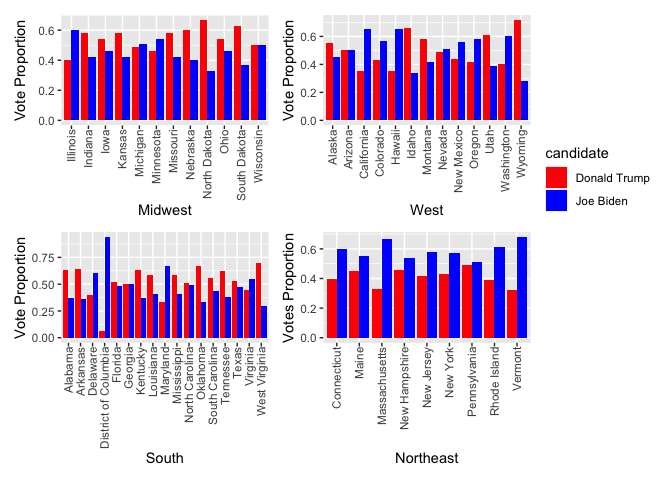 Vote Proportion
0.6
0.4
0.2
0.0
Illinois
Indiana
Iowa
Kansas
Michigan
Minnesota
Missouri
Nebraska
North Dakota
Ohio
South Dakota
Wisconsin
Midwest
Vote Proportion
0.6
0.4
0.2
0.0
Alaska
Arizona
California
Colorado
Hawaii
Idaho
Montana
Nevada
New Mexico
Oregon
Utah
Washington
Wyoming
West
candidate
Donald Trump
Joe Biden
Vote Proportion
0.75
0.50
0.25
0.00
Alabama
Arkansas
Delaware
District of Columbia
Florida
Georgia
Kentucky
Louisiana
Maryland
Mississippi
North Carolina
Oklahoma
South Carolina
Tennessee
Texas
Virginia
West Virginia
South
Votes Proportion
0.6
0.4
0.2
0.0
Connecticut
Maine
Massachusetts
New Hampshire
New Jersey
New York
Pennsylvania
Rhode Island
Vermont
Northeast